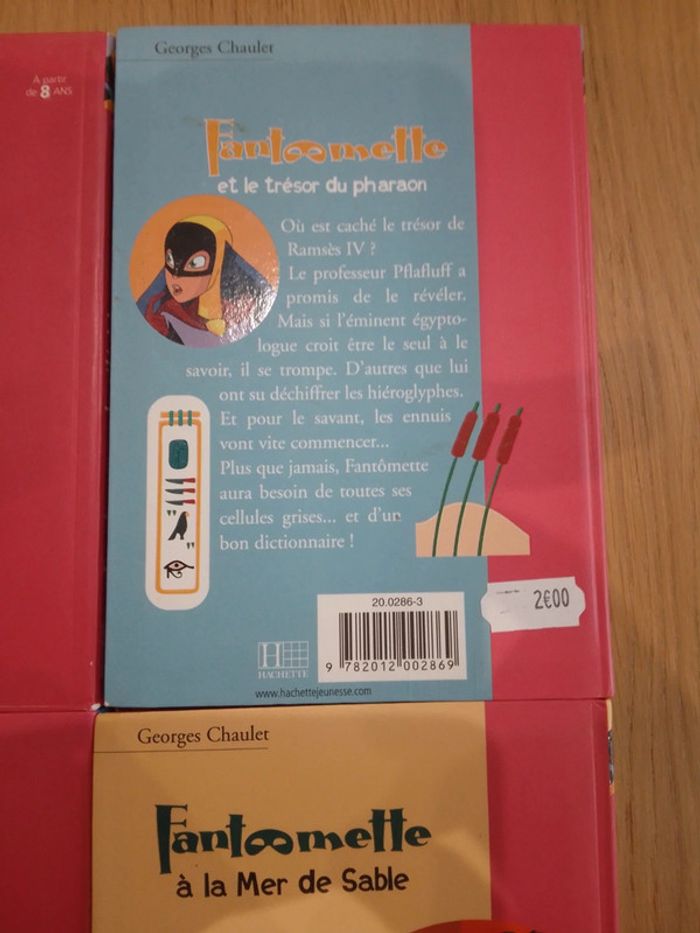 À partir
de 8 ANS
Georges Chaulet
Fantoomette
et le trésor du pharaon
Où est caché le trésor de
Ramsès IV ?
Le professeur Pflafluff a
promis de le révéler.
Mais si l'éminent égypto-
logue croit être le seul à le
savoir, il se trompe. D'autres que lui
ont su déchiffrer les hiéroglyphes.
Et pour le savant, les ennuis
vont vite commencer...
Plus que jamais, Fantômette
aura besoin de toutes ses
cellules grises... et d'un
bon dictionnaire !
20.0286-3
9 782012 002869
2€00
H
HACHETTE
www.hachettejeunesse.com
Georges Chaulet
Fantoomette
à la Mer de Sable